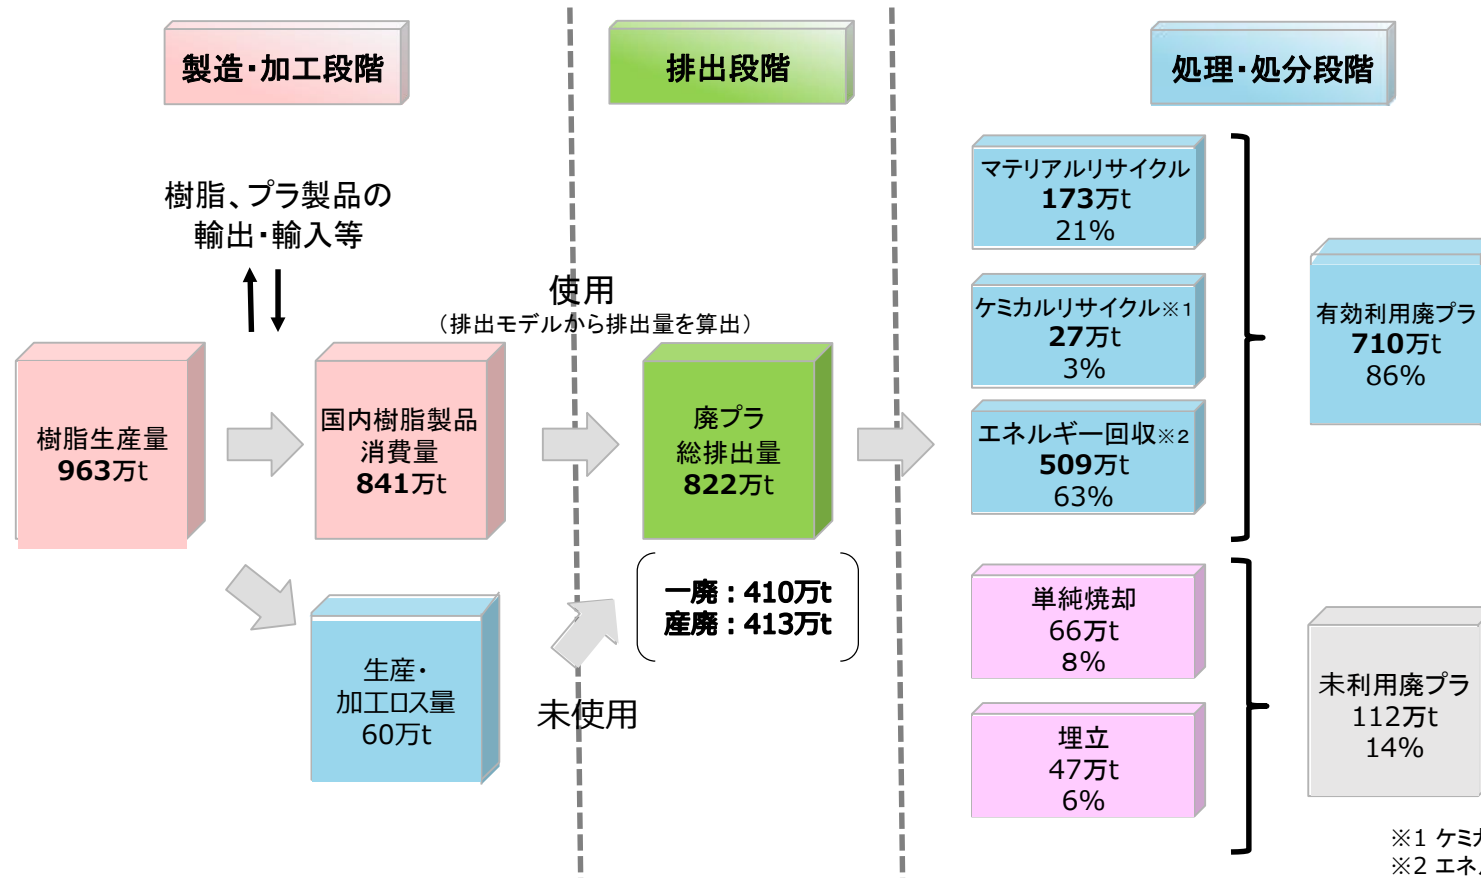 製造・加工段階
排出段階
処理・処分段階
樹脂、プラ製品の
輸出・輸入等
使用
（排出モデルから排出量を算出）
樹脂生産量
963万t
国内樹脂製品
消費量
841万t
生産・
加工ロス量
60万t
未使用
廃プラ
総排出量
822万t
一廃：410万t
産廃：413万t
マテリアルリサイクル
173万t
21%
ケミカルリサイクル※1
27万t
3%
エネルギー回収※2
509万t
63%
単純焼却
66万t
8%
埋立
47万t
6%
有効利用廃プラ
710万t
86%
未利用廃プラ
112万t
14%
※1 ケミカ
※2 エネ